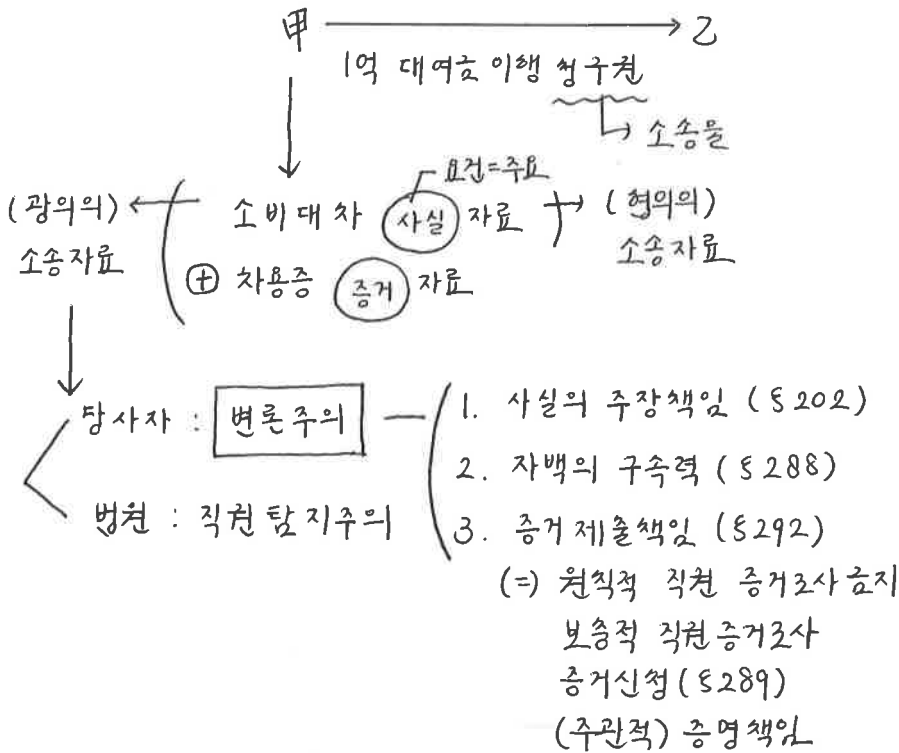 甲 → 乙
1억 대여금 이행 청구권
→ 소송물
요건=주요
(광의의) ← 소비대차 사실 자료 → (협의의)
소송자료 ⊕ 차용증 증거 자료 소송자료
당사자 : 변론주의 — 1. 사실의 주장책임 (§202)
2. 자백의 구속력 (§288)
법원 : 직권탐지주의 3. 증거제출책임 (§292)
(=) 원칙적 직권 증거조사금지
보충적 직권증거조사
증거신청(§289)
(주관적) 증명책임